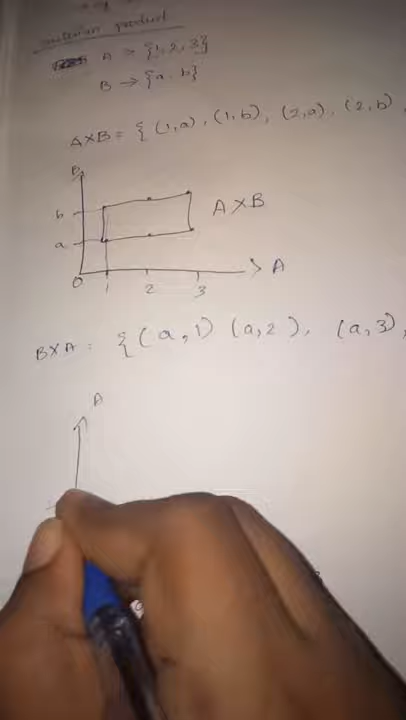 cartesian product
A → {1, 2, 3}
B → {a, b}
A×B = { (1,a), (1,b), (2,a), (2,b),
B
b
A×B
a
A
0 1 2 3
B×A = {(a,1) (a,2), (a,3),
A